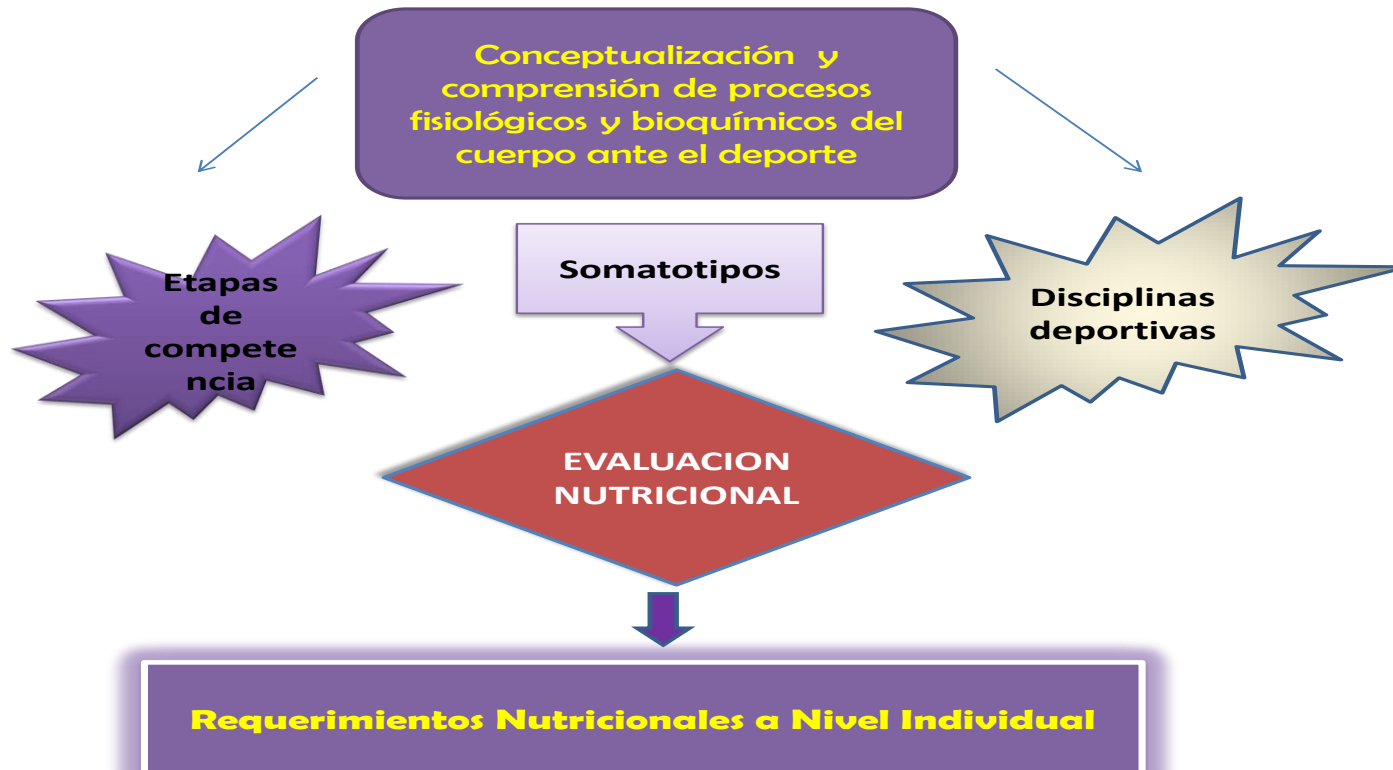 Conceptualización y
comprensión de procesos
fisiológicos y bioquímicos del
cuerpo ante el deporte
Etapas
de
compete
ncia
Somatotipos
Disciplinas
deportivas
EVALUACION
NUTRICIONAL
Requerimientos Nutricionales a Nivel Individual